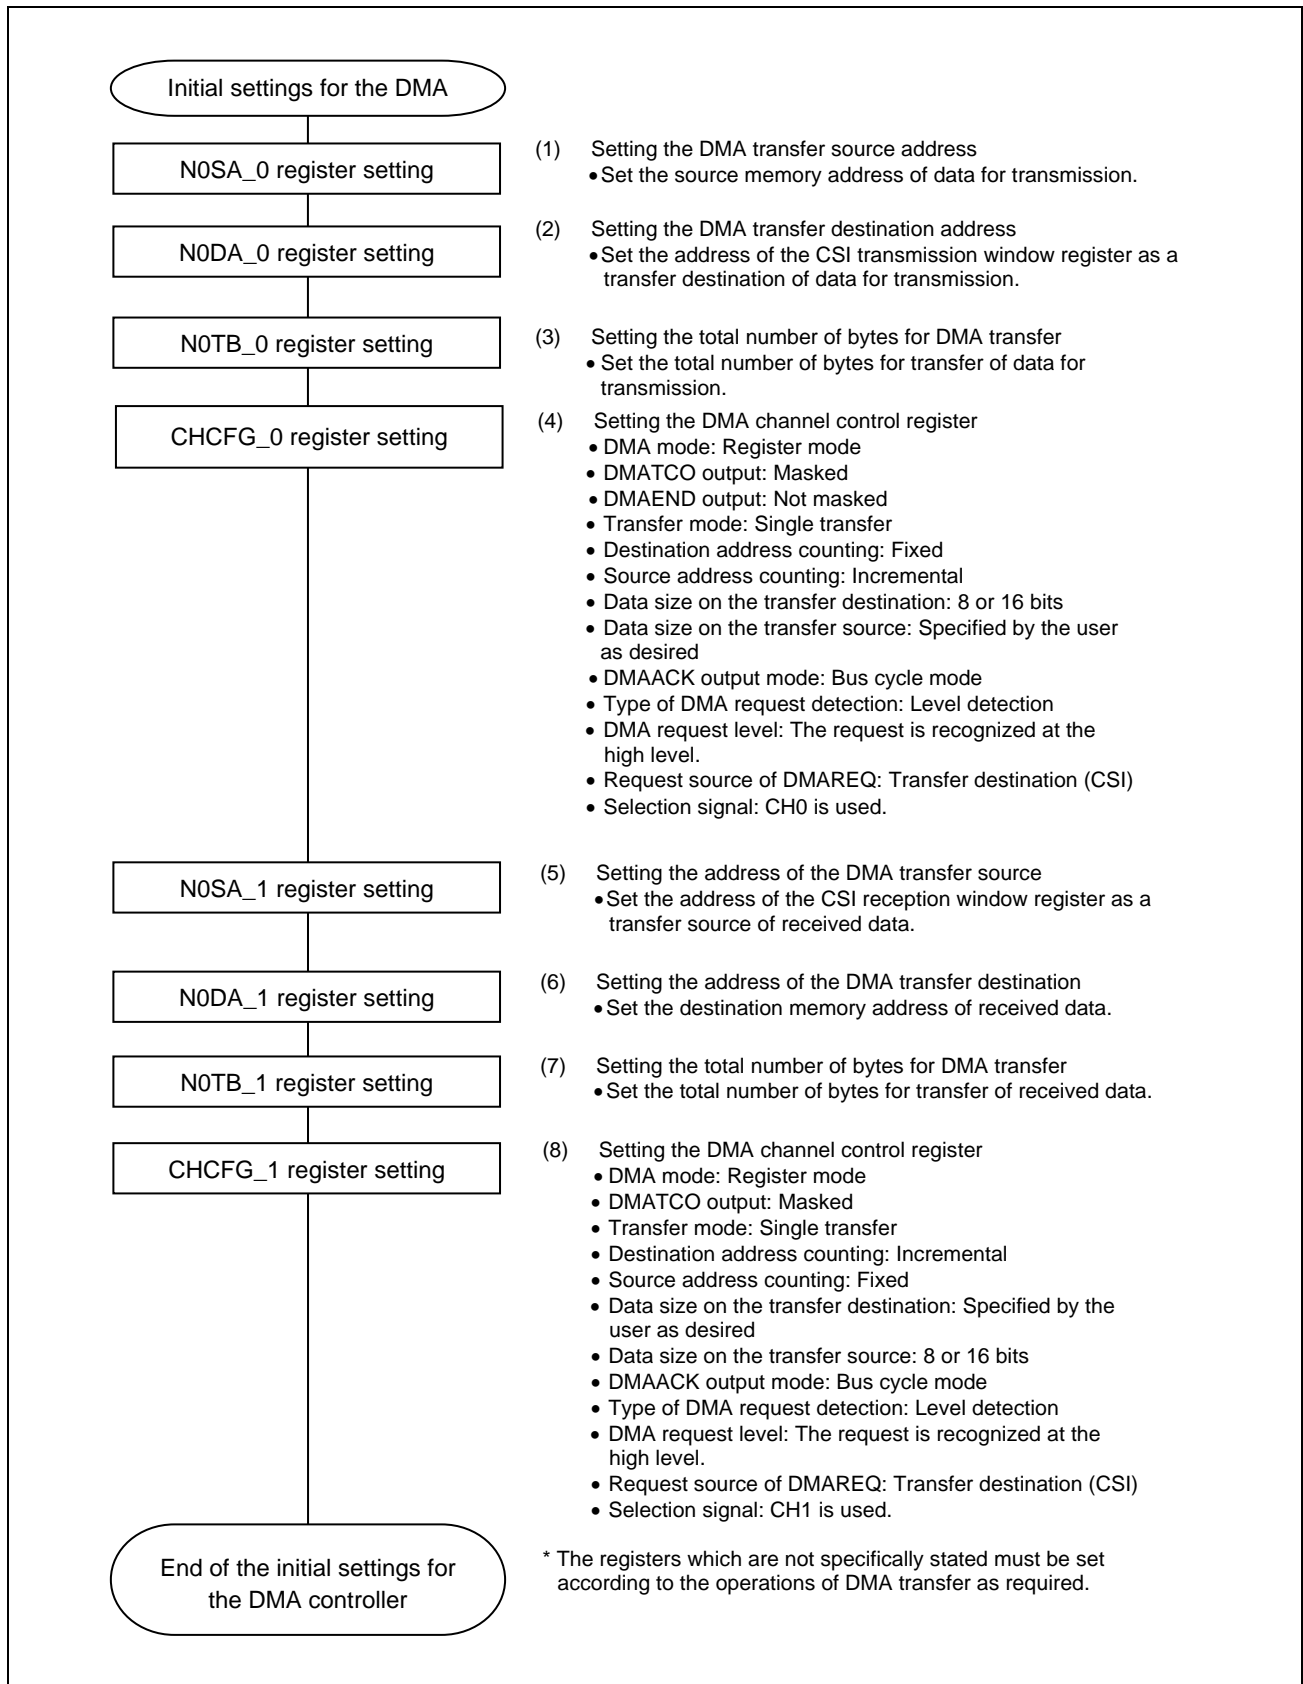 Initial settings for the DMA
N0SA_0 register setting
(1) Setting the DMA transfer source address
• Set the source memory address of data for transmission.
N0DA_0 register setting
(2) Setting the DMA transfer destination address
• Set the address of the CSI transmission window register as a
transfer destination of data for transmission.
N0TB_0 register setting
(3) Setting the total number of bytes for DMA transfer
• Set the total number of bytes for transfer of data for
transmission.
CHCFG_0 register setting
(4) Setting the DMA channel control register
• DMA mode: Register mode
• DMATCO output: Masked
• DMAEND output: Not masked
• Transfer mode: Single transfer
• Destination address counting: Fixed
• Source address counting: Incremental
• Data size on the transfer destination: 8 or 16 bits
• Data size on the transfer source: Specified by the user
as desired
• DMAACK output mode: Bus cycle mode
• Type of DMA request detection: Level detection
• DMA request level: The request is recognized at the
high level.
• Request source of DMAREQ: Transfer destination (CSI)
• Selection signal: CH0 is used.
N0SA_1 register setting
(5) Setting the address of the DMA transfer source
• Set the address of the CSI reception window register as a
transfer source of received data.
N0DA_1 register setting
(6) Setting the address of the DMA transfer destination
• Set the destination memory address of received data.
N0TB_1 register setting
(7) Setting the total number of bytes for DMA transfer
• Set the total number of bytes for transfer of received data.
CHCFG_1 register setting
(8) Setting the DMA channel control register
• DMA mode: Register mode
• DMATCO output: Masked
• Transfer mode: Single transfer
• Destination address counting: Incremental
• Source address counting: Fixed
• Data size on the transfer destination: Specified by the
user as desired
• Data size on the transfer source: 8 or 16 bits
• DMAACK output mode: Bus cycle mode
• Type of DMA request detection: Level detection
• DMA request level: The request is recognized at the
high level.
• Request source of DMAREQ: Transfer destination (CSI)
• Selection signal: CH1 is used.
End of the initial settings for
the DMA controller
* The registers which are not specifically stated must be set
according to the operations of DMA transfer as required.